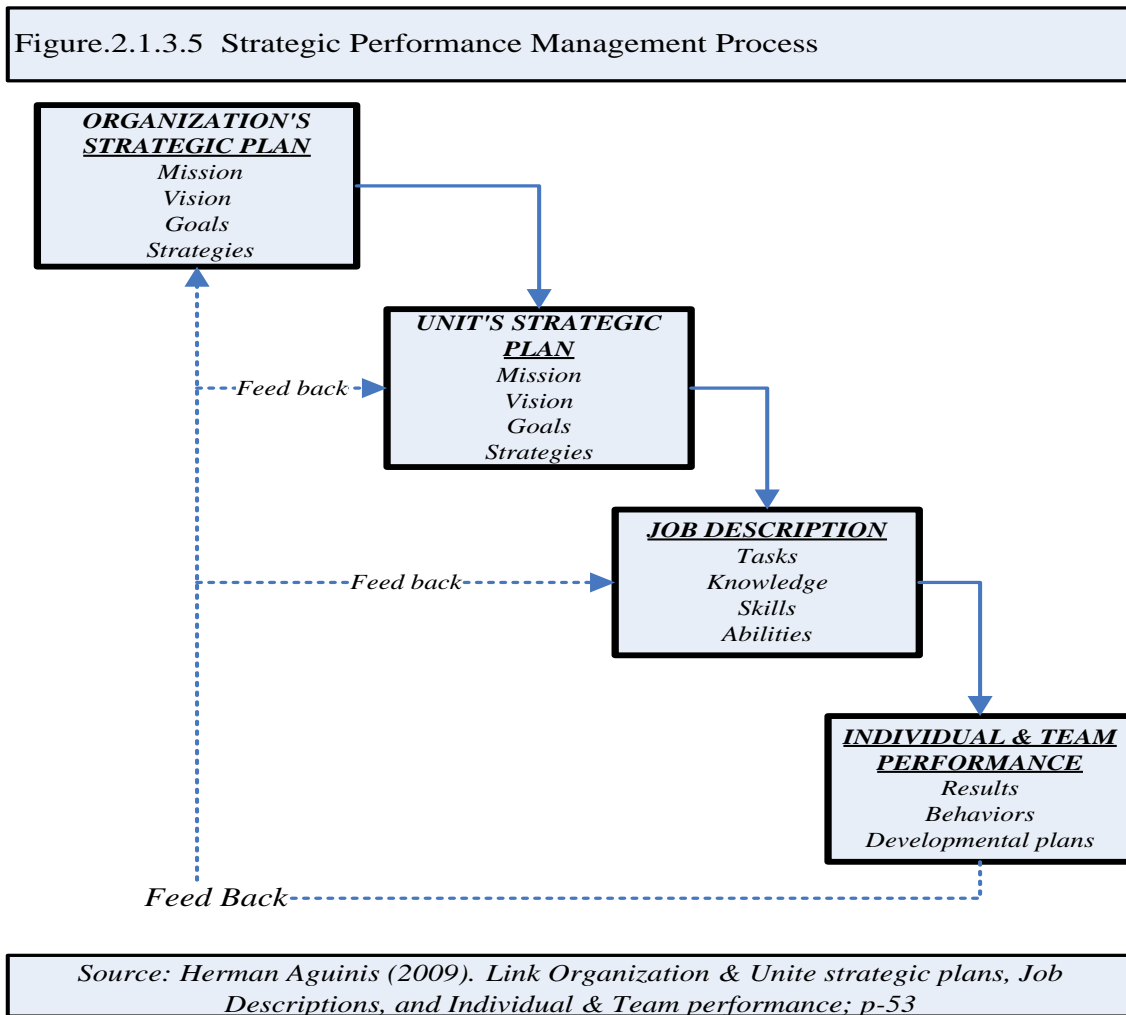 Figure.2.1.3.5 Strategic Performance Management Process
ORGANIZATION'S
STRATEGIC PLAN
Mission
Vision
Goals
Strategies
UNIT'S STRATEGIC
PLAN
Mission
Vision
Goals
Strategies
Feed back
JOB DESCRIPTION
Tasks
Knowledge
Skills
Abilities
Feed back
INDIVIDUAL & TEAM
PERFORMANCE
Results
Behaviors
Developmental plans
Feed Back
Source: Herman Aguinis (2009). Link Organization & Unite strategic plans, Job
Descriptions, and Individual & Team performance; p-53